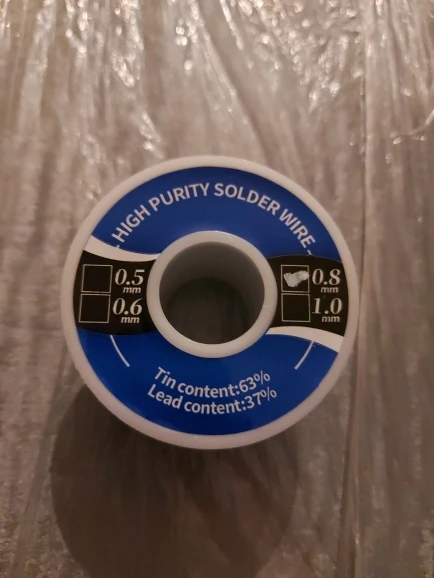 HIGH PURITY SOLDER WIRE
0.5
mm
0.6
mm
0.8
mm
1.0
mm
Tin content:63%
Lead content:37%